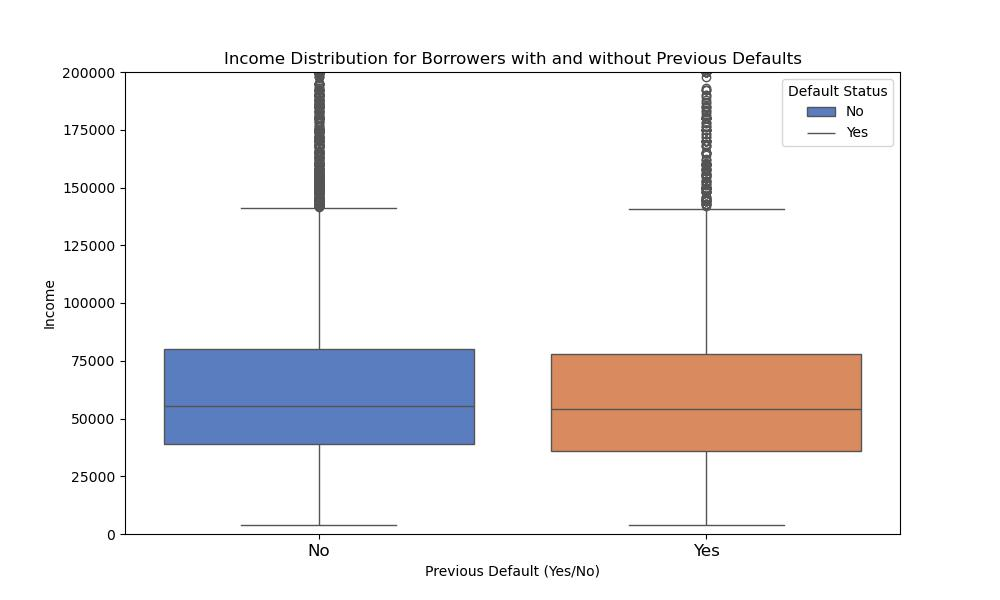 Income Distribution for Borrowers with and without Previous Defaults
200000
175000
150000
125000
100000
75000
50000
25000
0
Income
Default Status
No
Yes
No Yes
Previous Default (Yes/No)